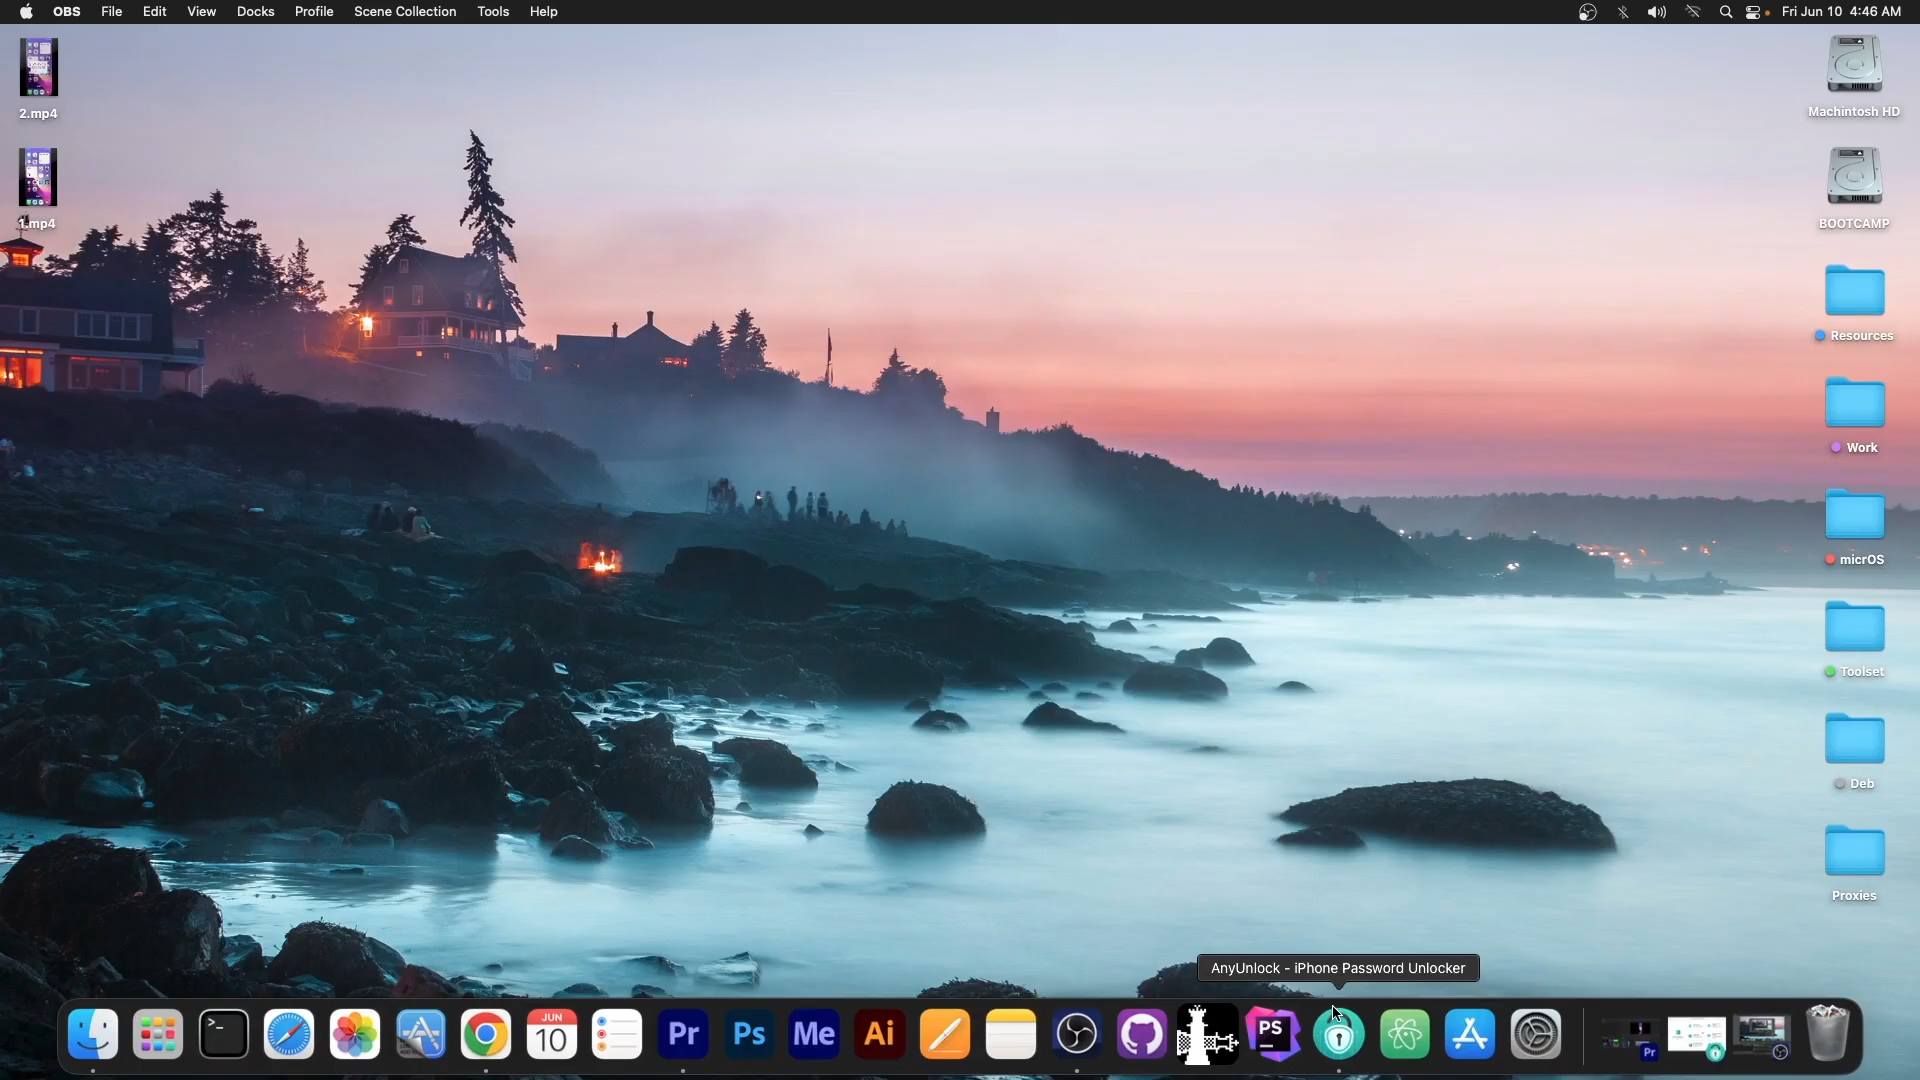 OBS File Edit View Docks Profile Scene Collection Tools Help
Fri Jun 10 4:46 AM
2.mp4
1.mp4
Machintosh HD
BOOTCAMP
Resources
Work
micrOS
Toolset
Deb
Proxies
AnyUnlock - iPhone Password Unlocker
>_
JUN
10
Pr
Ps
Me
Ai
PS
Pr